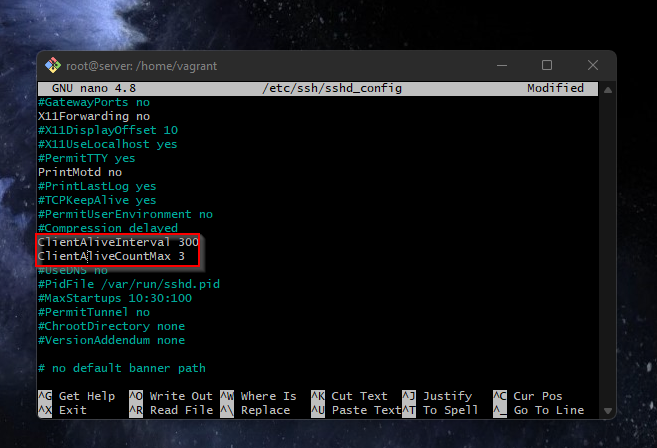 root@server: /home/vagrant
GNU nano 4.8 /etc/ssh/sshd_config Modified
#GatewayPorts no
X11Forwarding no
#X11DisplayOffset 10
#X11UseLocalhost yes
#PermitTTY yes
PrintMotd no
#PrintLastLog yes
#TCPKeepAlive yes
#PermitUserEnvironment no
#Compression delayed
ClientAliveInterval 300
ClientAliveCountMax 3
#UseDNS no
#PidFile /var/run/sshd.pid
#MaxStartups 10:30:100
#PermitTunnel no
#ChrootDirectory none
#VersionAddendum none
# no default banner path
^G Get Help ^O Write Out ^W Where Is ^K Cut Text ^J Justify ^C Cur Pos
^X Exit ^R Read File ^\ Replace ^U Paste Text ^T To Spell ^_ Go To Line